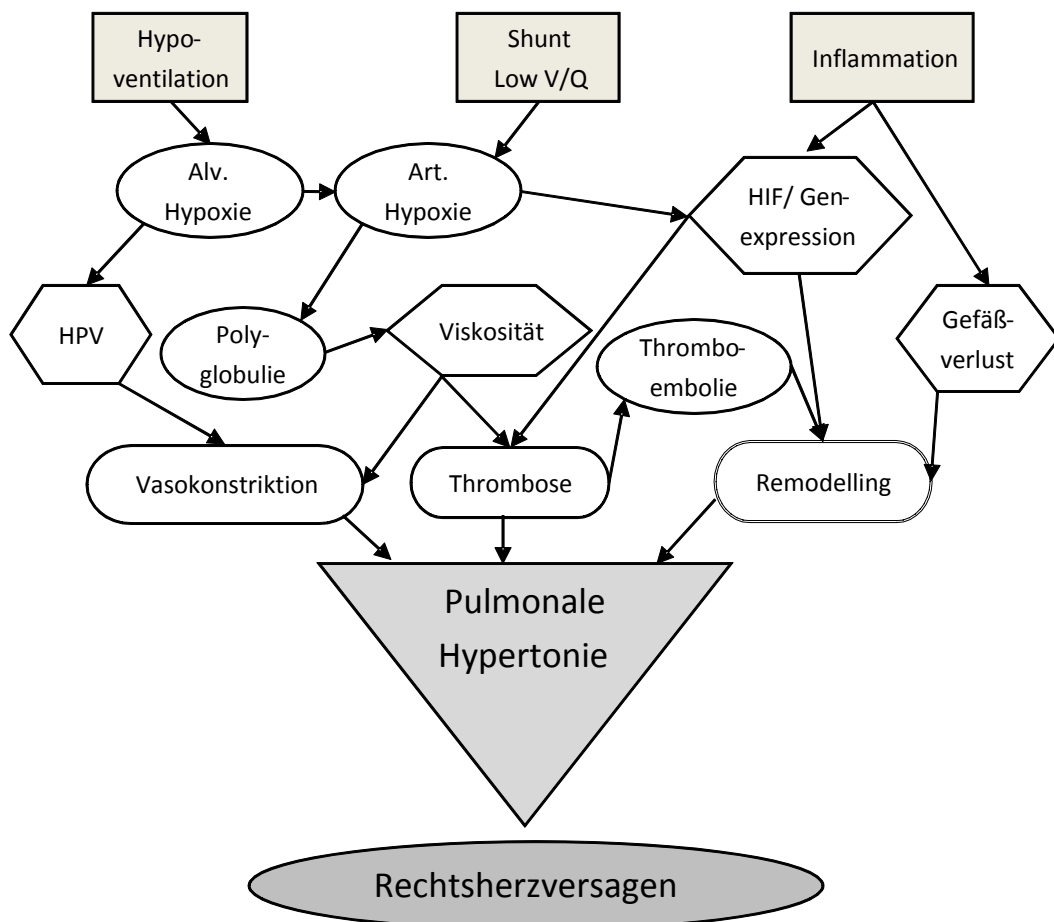 Hypo-
ventilation
Shunt
Low V/Q
Inflammation
Alv.
Hypoxie
Art.
Hypoxie
HIF/ Gen-
expression
HPV
Poly-
globulie
Viskosität
Thrombo-
embolie
Gefäß-
verlust
Vasokonstriktion
Thrombose
Remodelling
Pulmonale
Hypertonie
Rechtsherzversagen